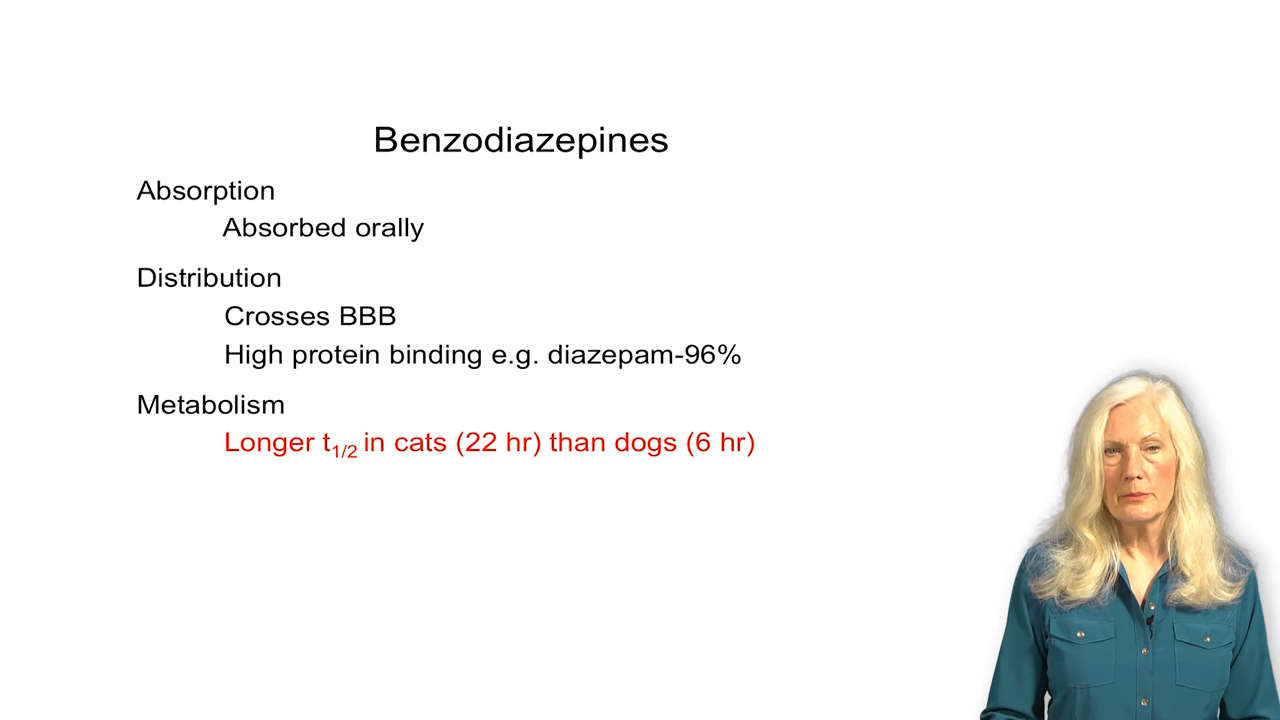 Benzodiazepines
Absorption
Absorbed orally
Distribution
Crosses BBB
High protein binding e.g. diazepam-96%
Metabolism
Longer t1/2 in cats (22 hr) than dogs (6 hr)